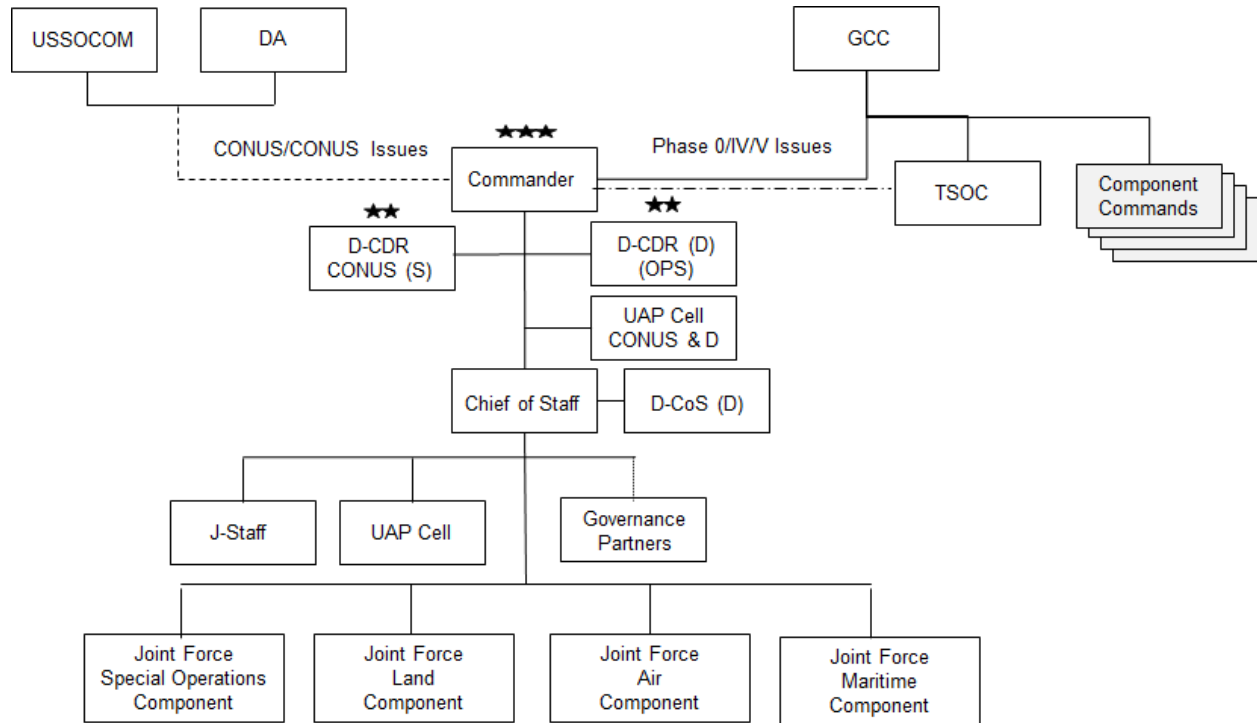 USSOCOM
DA
GCC
CONUS/CONUS Issues
Phase 0/IV/V Issues
Commander
TSOC
Component
Commands
D-CDR
CONUS (S)
D-CDR (D)
(OPS)
UAP Cell
CONUS & D
Chief of Staff
D-CoS (D)
J-Staff
UAP Cell
Governance
Partners
Joint Force
Special Operations
Component
Joint Force
Land
Component
Joint Force
Air
Component
Joint Force
Maritime
Component